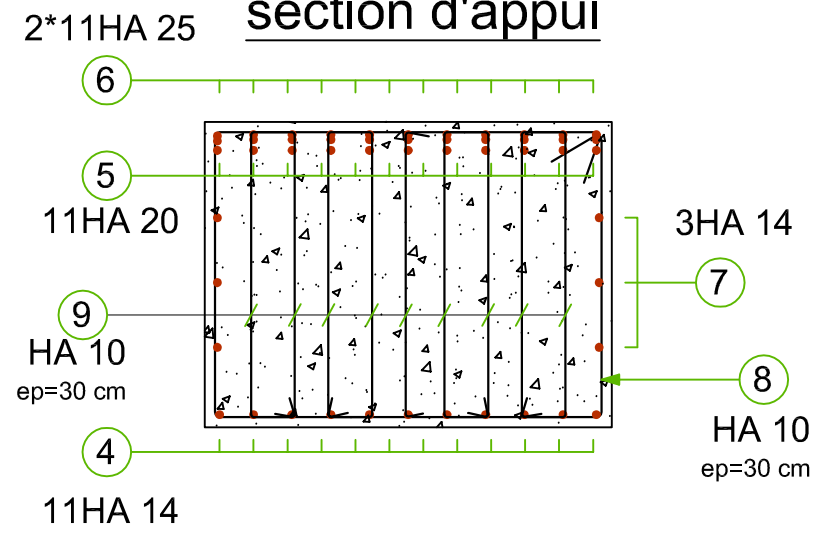 section d'appui
2*11HA 25
6
5
11HA 20
3HA 14
7
9
HA 10
ep=30 cm
8
HA 10
ep=30 cm
4
11HA 14